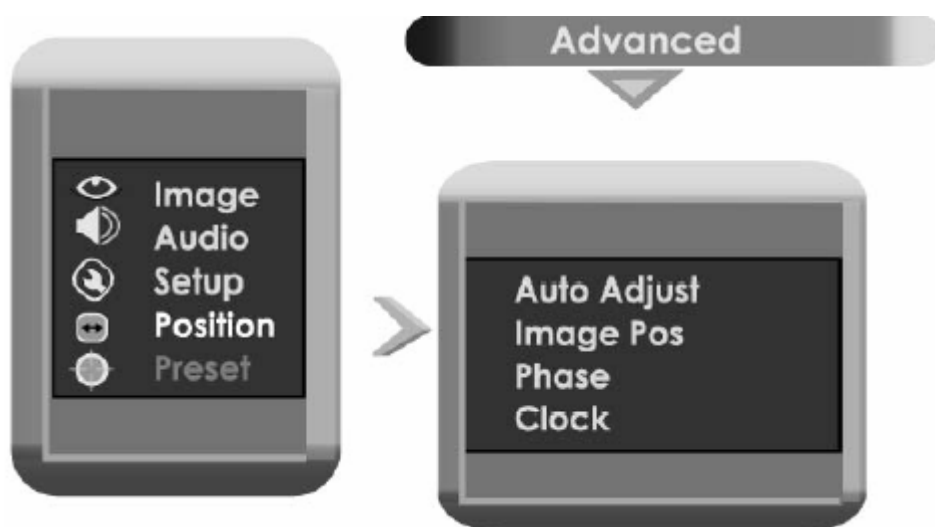 Advanced
Image
Audio
Setup
Position
Preset
Auto Adjust
Image Pos
Phase
Clock